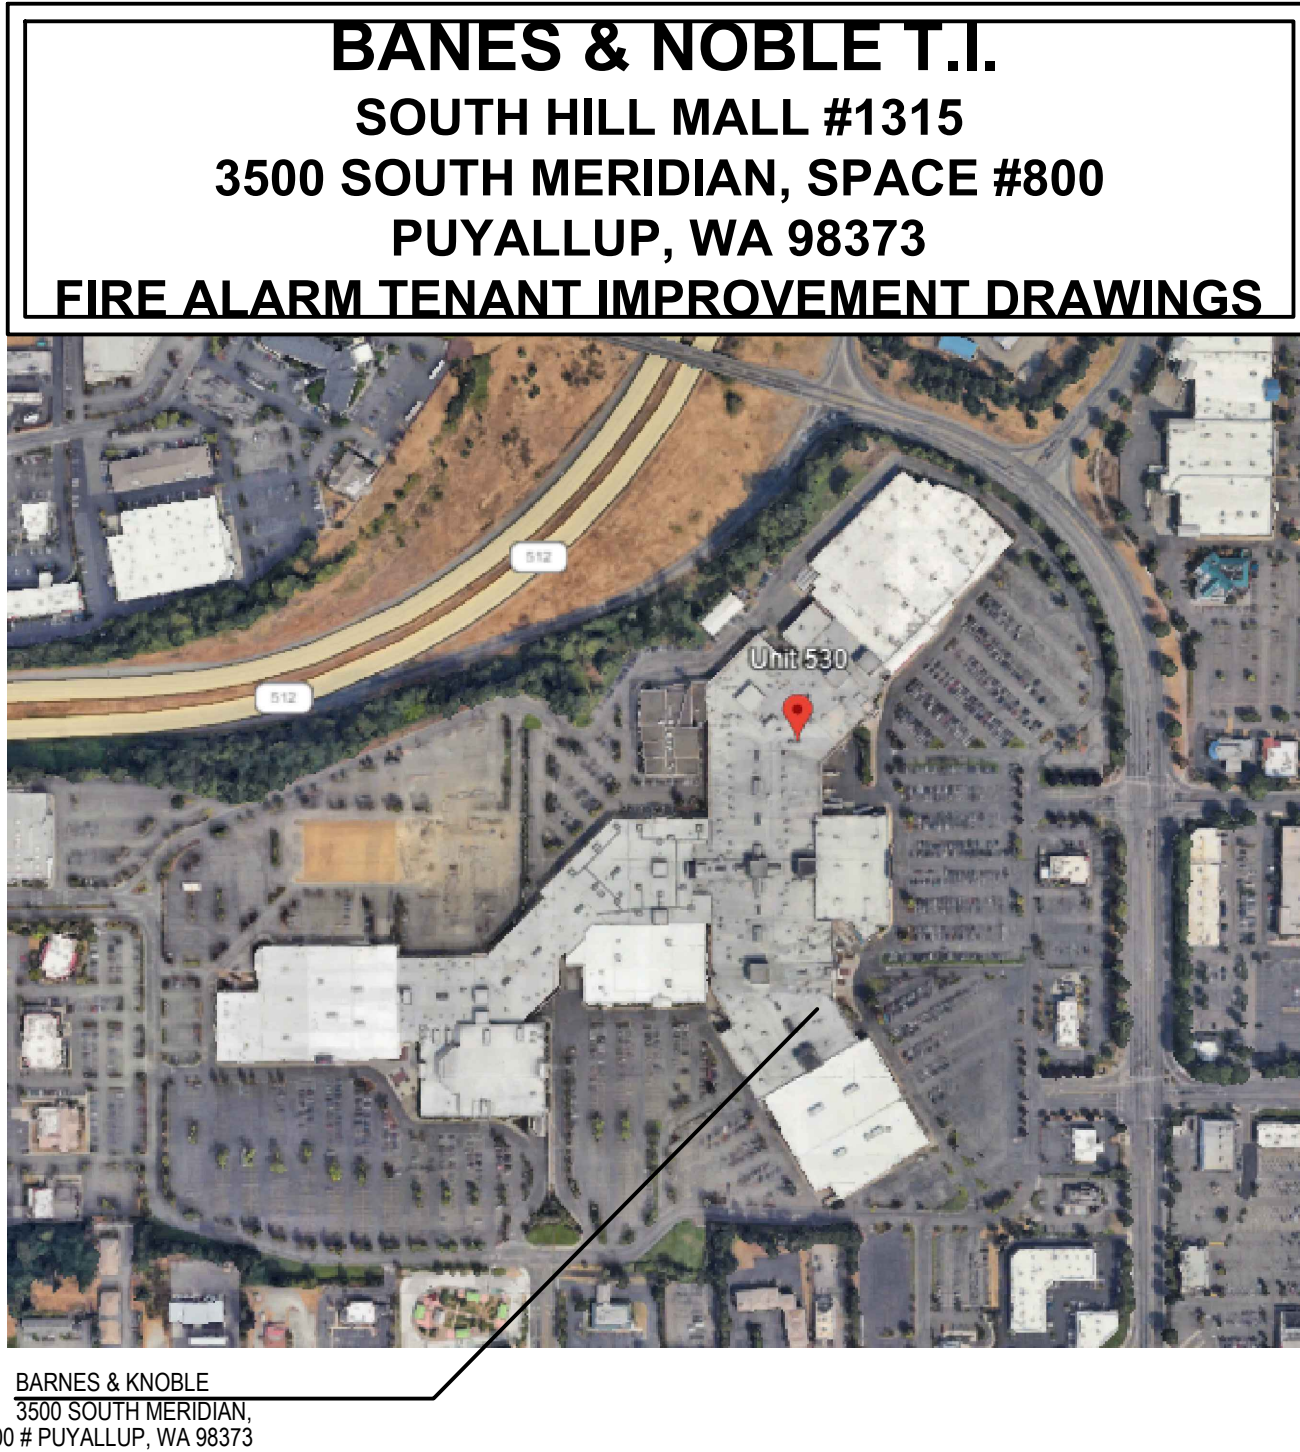 BANES & NOBLE T.I.
SOUTH HILL MALL #1315
3500 SOUTH MERIDIAN, SPACE #800
PUYALLUP, WA 98373
FIRE ALARM TENANT IMPROVEMENT DRAWINGS
512
Unit 530
512
BARNES & KNOBLE
3500 SOUTH MERIDIAN,
00 # PUYALLUP, WA 98373